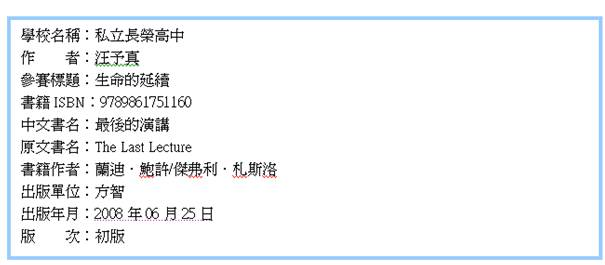 學校名稱：私立長榮高中
作　　者：汪予真
參賽標題：生命的延續
書籍 ISBN：9789861751160
中文書名：最後的演講
原文書名：The Last Lecture
書籍作者：蘭迪．鮑許/傑弗利．札斯洛
出版單位：方智
出版年月：2008 年 06 月 25 日
版　　次：初版